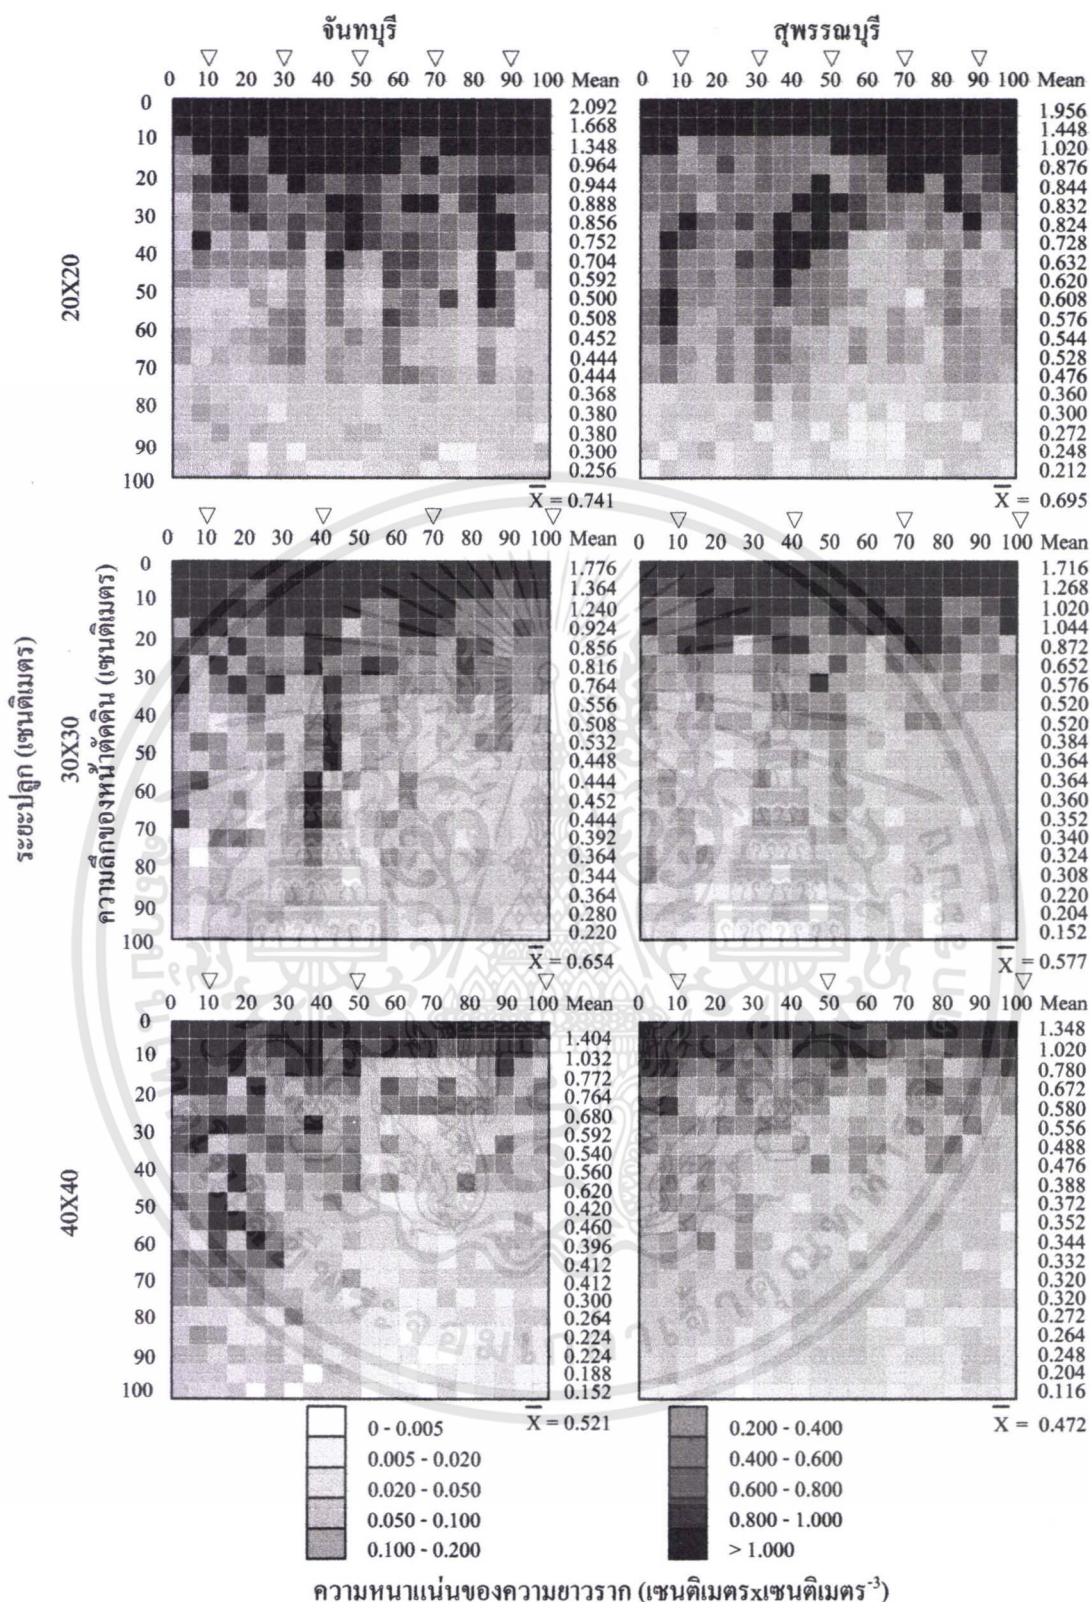 จันทบุรี สุพรรณบุรี
0 10 20 30 40 50 60 70 80 90 100 Mean 0 10 20 30 40 50 60 70 80 90 100 Mean
0 2.092 1.956
1.668 1.448
10 1.348 1.020
0.964 0.876
20 0.944 0.844
0.888 0.832
30 0.856 0.824
0.752 0.728
40 0.704 0.632
0.592 0.620
50 0.500 0.608
0.508 0.576
60 0.452 0.544
0.444 0.528
70 0.444 0.476
0.368 0.360
80 0.380 0.300
0.380 0.272
90 0.300 0.248
100 0.256 0.212
20X20
X = 0.741 X = 0.695
0 10 20 30 40 50 60 70 80 90 100 Mean 0 10 20 30 40 50 60 70 80 90 100 Mean
0 1.776 1.716
1.364 1.268
10 1.240 1.020
0.924 1.044
20 0.856 0.872
0.816 0.652
30 0.764 0.576
0.556 0.520
40 0.508 0.520
0.532 0.384
50 0.448 0.364
0.444 0.364
60 0.452 0.360
0.444 0.352
70 0.392 0.340
0.364 0.324
80 0.344 0.308
0.364 0.220
90 0.280 0.204
100 0.220 0.152
ระยะปลูก (เซนติเมตร)
30X30
ความลึกของหน้าตัดดิน (เซนติเมตร)
X = 0.654 X = 0.577
0 10 20 30 40 50 60 70 80 90 100 Mean 0 10 20 30 40 50 60 70 80 90 100 Mean
0 1.404 1.348
10 1.032 1.020
0.772 0.780
20 0.764 0.672
0.680 0.580
30 0.592 0.556
0.540 0.488
40 0.560 0.476
0.620 0.388
50 0.420 0.372
0.460 0.352
60 0.396 0.344
0.412 0.332
70 0.412 0.320
0.300 0.320
80 0.264 0.272
0.224 0.264
90 0.224 0.248
0.188 0.204
100 0.152 0.116
40X40
X = 0.521 X = 0.472
0 - 0.005 0.200 - 0.400
0.005 - 0.020 0.400 - 0.600
0.020 - 0.050 0.600 - 0.800
0.050 - 0.100 0.800 - 1.000
0.100 - 0.200 > 1.000
ความหนาแน่นของความยาวราก (เซนติเมตรxเซนติเมตร⁻³)